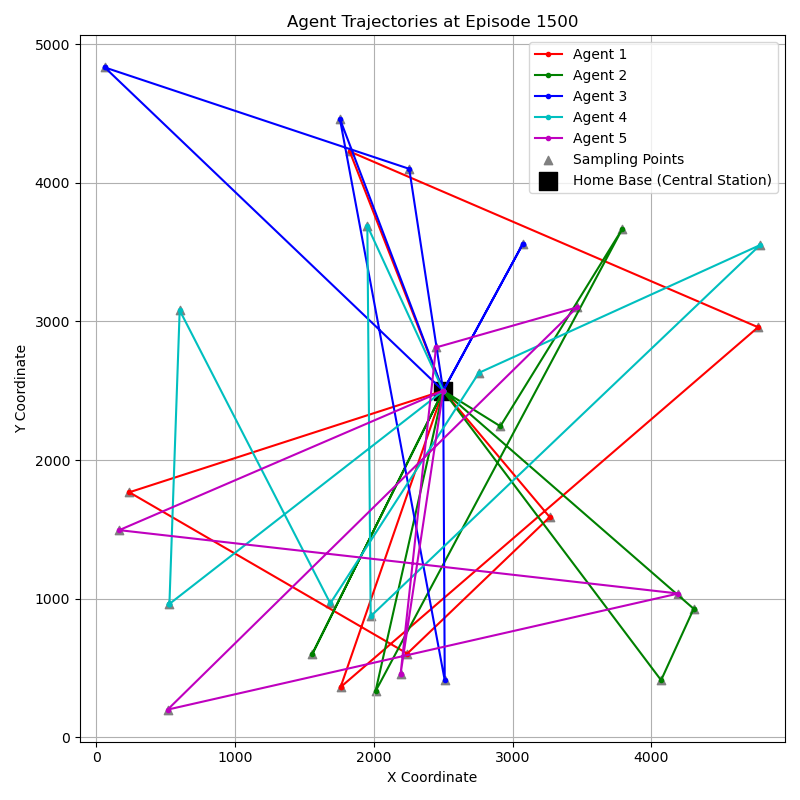 Agent Trajectories at Episode 1500
Agent 1
Agent 2
Agent 3
Agent 4
Agent 5
Sampling Points
Home Base (Central Station)
5000
4000
3000
2000
1000
0
Y Coordinate
0 1000 2000 3000 4000
X Coordinate